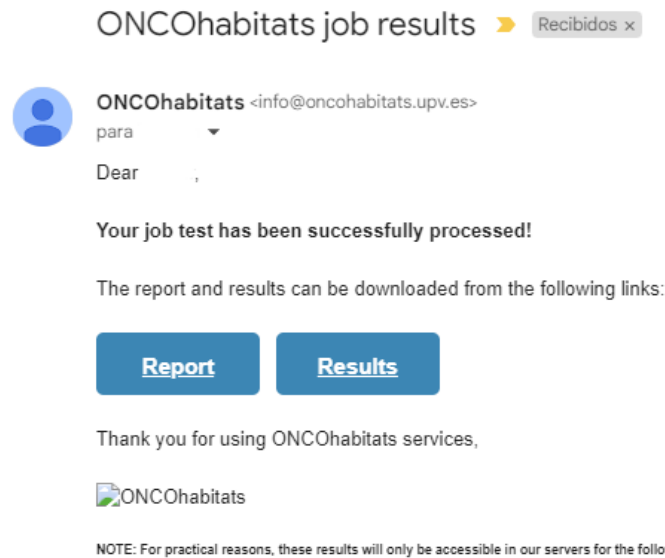 ONCOhabitats job results Recibidos x
ONCOhabitats <info@oncohabitats.upv.es>
para
Dear ,
Your job test has been successfully processed!
The report and results can be downloaded from the following links:
Report Results
Thank you for using ONCOhabitats services,
ONCOhabitats
NOTE: For practical reasons, these results will only be accessible in our servers for the follo